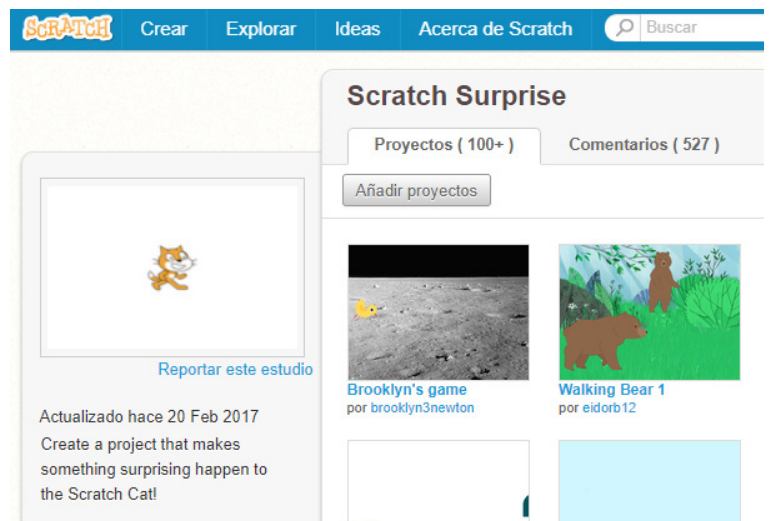 SCRATCH Crear Explorar Ideas Acerca de Scratch Buscar
Scratch Surprise
Proyectos ( 100+ ) Comentarios ( 527 )
Añadir proyectos
Reportar este estudio
Actualizado hace 20 Feb 2017
Create a project that makes
something surprising happen to
the Scratch Cat!
Brooklyn's game
por brooklyn3newton
Walking Bear 1
por eidorb12